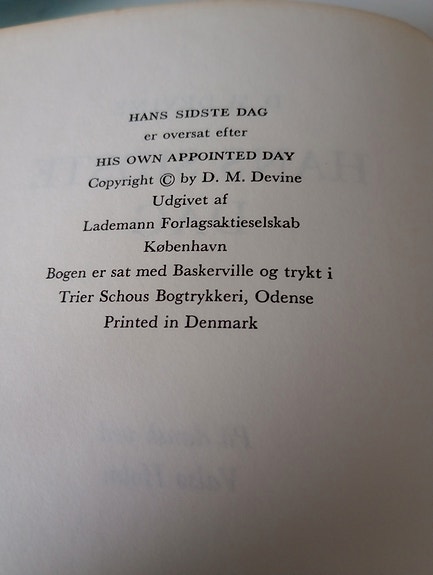 HANS SIDSTE DAG
er oversat efter
HIS OWN APPOINTED DAY
Copyright © by D. M. Devine
Udgivet af
Lademann Forlagsaktieselskab
København
Bogen er sat med Baskerville og trykt i
Trier Schous Bogtrykkeri, Odense
Printed in Denmark